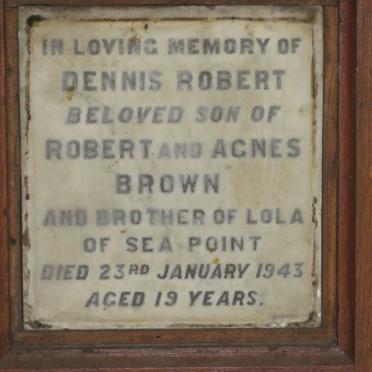 IN LOVING MEMORY OF
DENNIS ROBERT
BELOVED SON OF
ROBERT AND AGNES
BROWN
AND BROTHER OF LOLA
OF SEA POINT
DIED 23RD JANUARY 1943
AGED 19 YEARS.